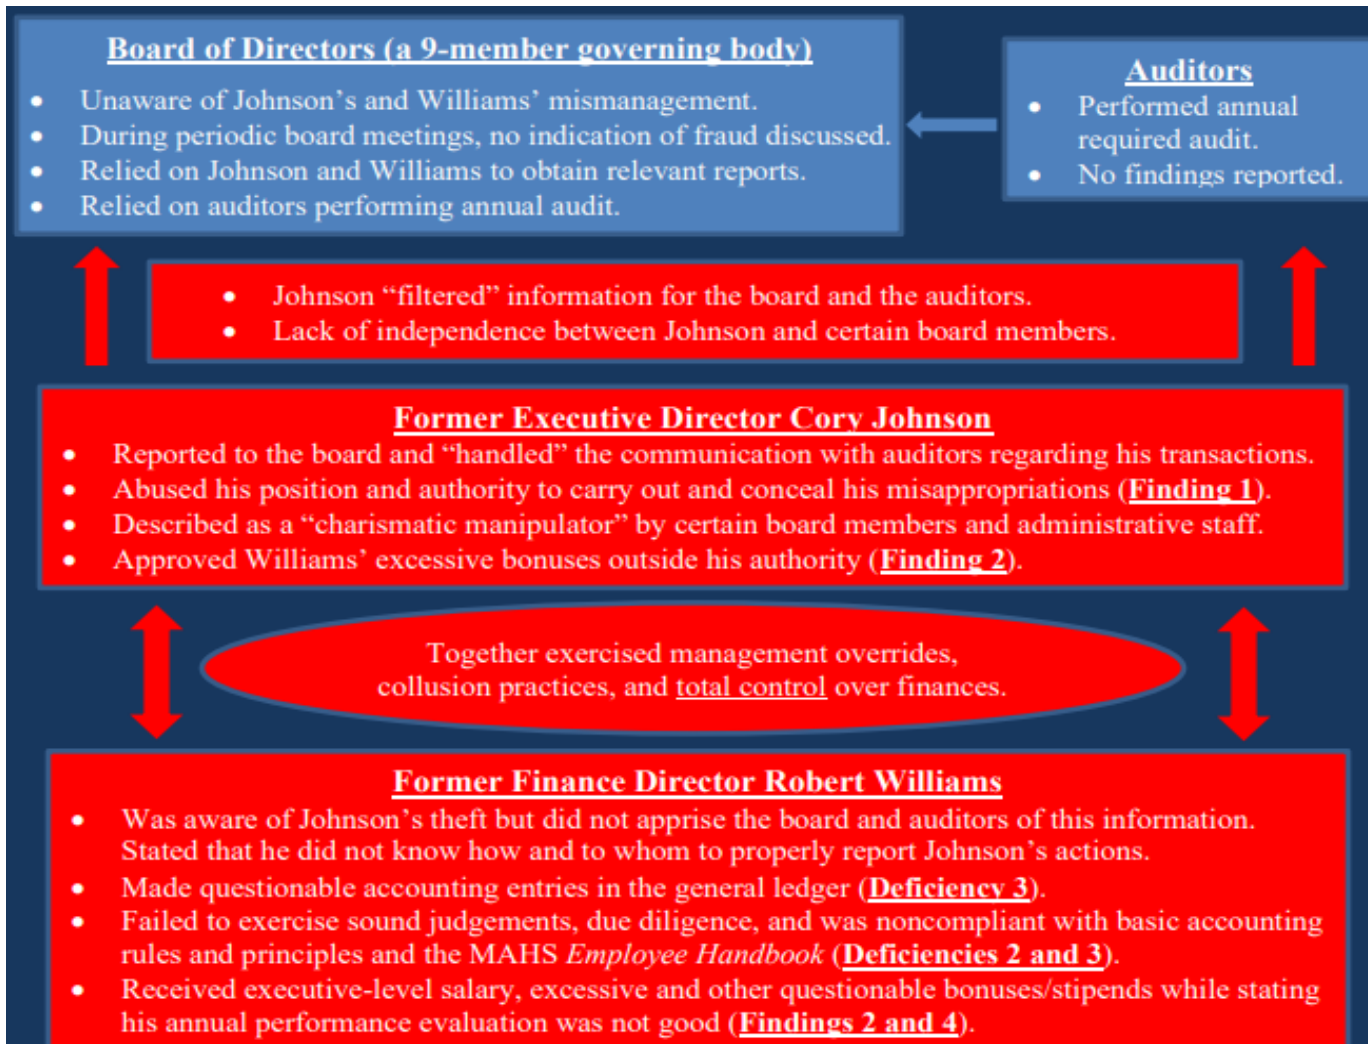 Board of Directors (a 9-member governing body)
• Unaware of Johnson’s and Williams’ mismanagement.
• During periodic board meetings, no indication of fraud discussed.
• Relied on Johnson and Williams to obtain relevant reports.
• Relied on auditors performing annual audit.
Auditors
• Performed annual
required audit.
• No findings reported.
• Johnson “filtered” information for the board and the auditors.
• Lack of independence between Johnson and certain board members.
Former Executive Director Cory Johnson
• Reported to the board and “handled” the communication with auditors regarding his transactions.
• Abused his position and authority to carry out and conceal his misappropriations (Finding 1).
• Described as a “charismatic manipulator” by certain board members and administrative staff.
• Approved Williams’ excessive bonuses outside his authority (Finding 2).
Together exercised management overrides,
collusion practices, and total control over finances.
Former Finance Director Robert Williams
• Was aware of Johnson’s theft but did not apprise the board and auditors of this information.
Stated that he did not know how and to whom to properly report Johnson’s actions.
• Made questionable accounting entries in the general ledger (Deficiency 3).
• Failed to exercise sound judgements, due diligence, and was noncompliant with basic accounting
rules and principles and the MAHS Employee Handbook (Deficiencies 2 and 3).
• Received executive-level salary, excessive and other questionable bonuses/stipends while stating
his annual performance evaluation was not good (Findings 2 and 4).